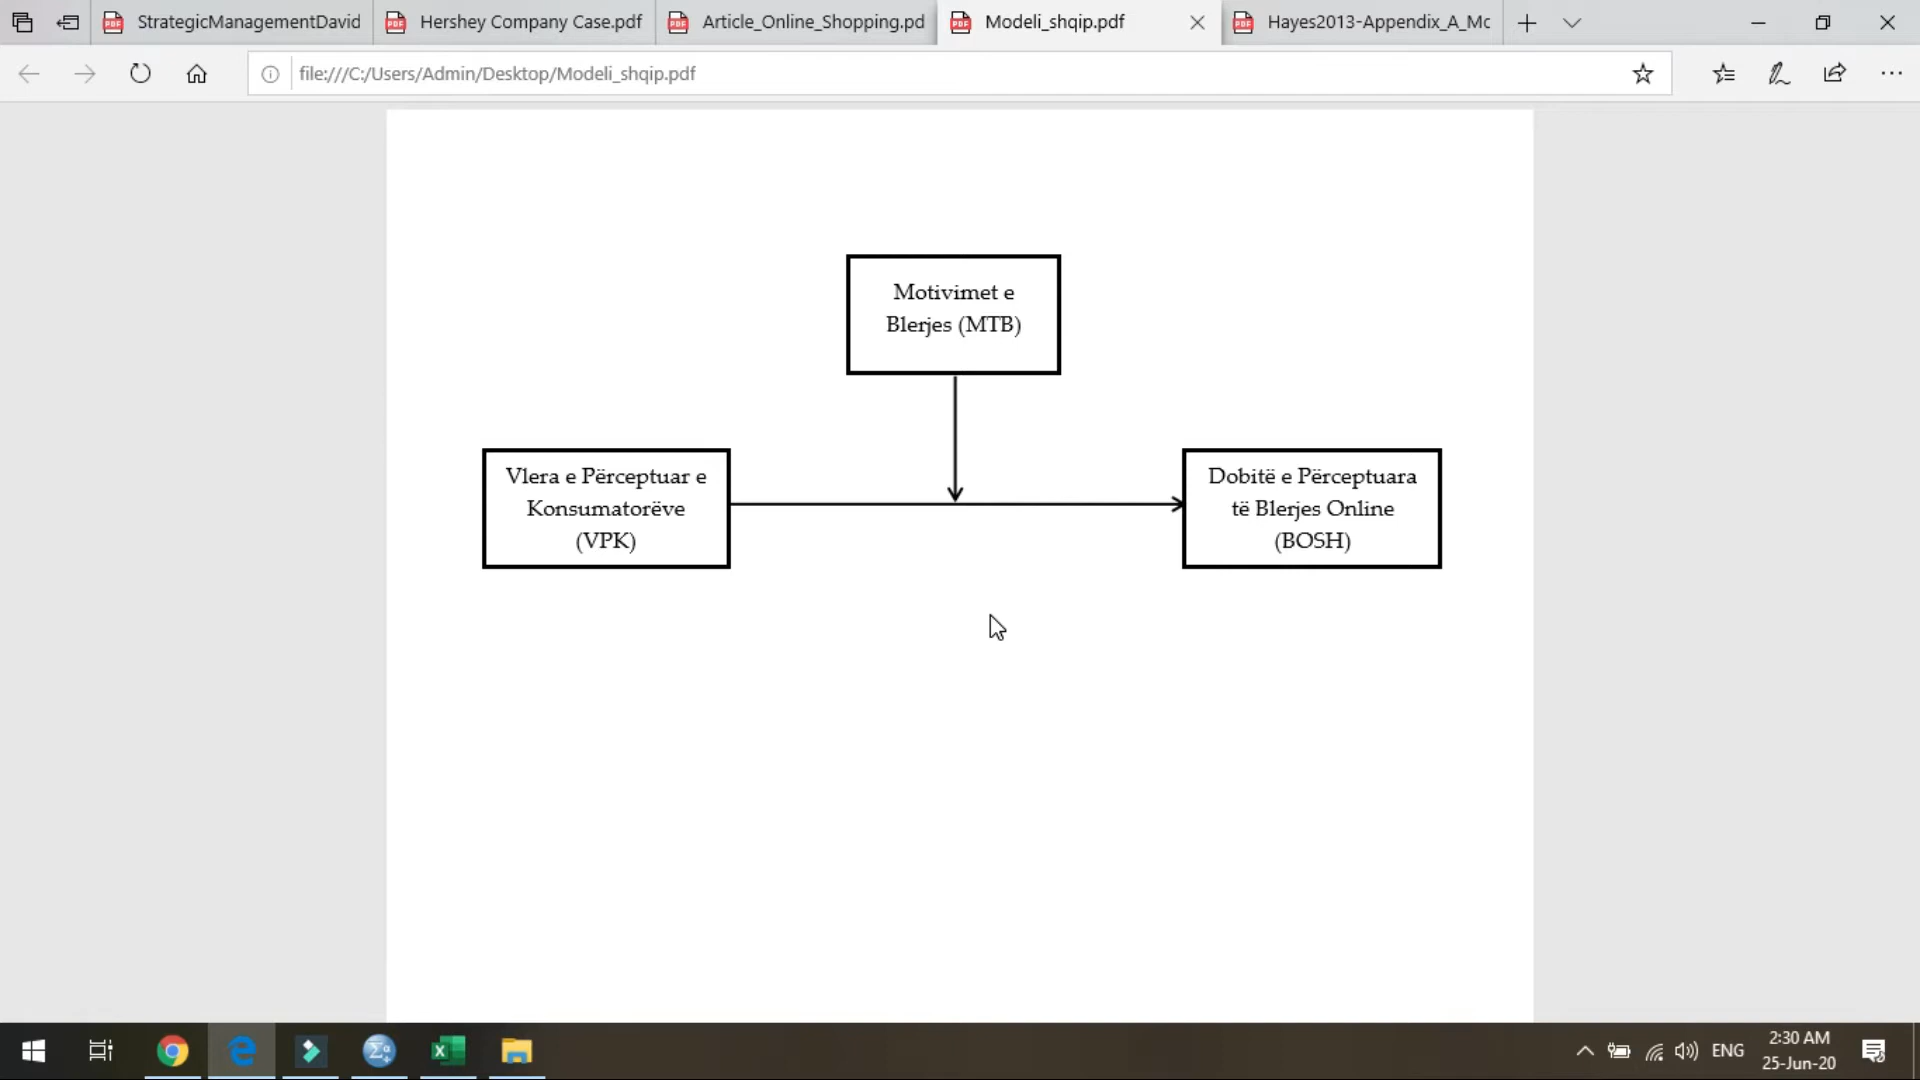 StrategicManagementDavid
Hershey Company Case.pdf
Article_Online_Shopping.pd
Modeli_shqip.pdf
Hayes2013-Appendix_A_Mc
file:///C:/Users/Admin/Desktop/Modeli_shqip.pdf
Motivimet e
Blerjes (MTB)
Vlera e Përceptuar e
Konsumatorëve
(VPK)
Dobitë e Përceptuara
të Blerjes Online
(BOSH)
ENG
2:30 AM
25-Jun-20